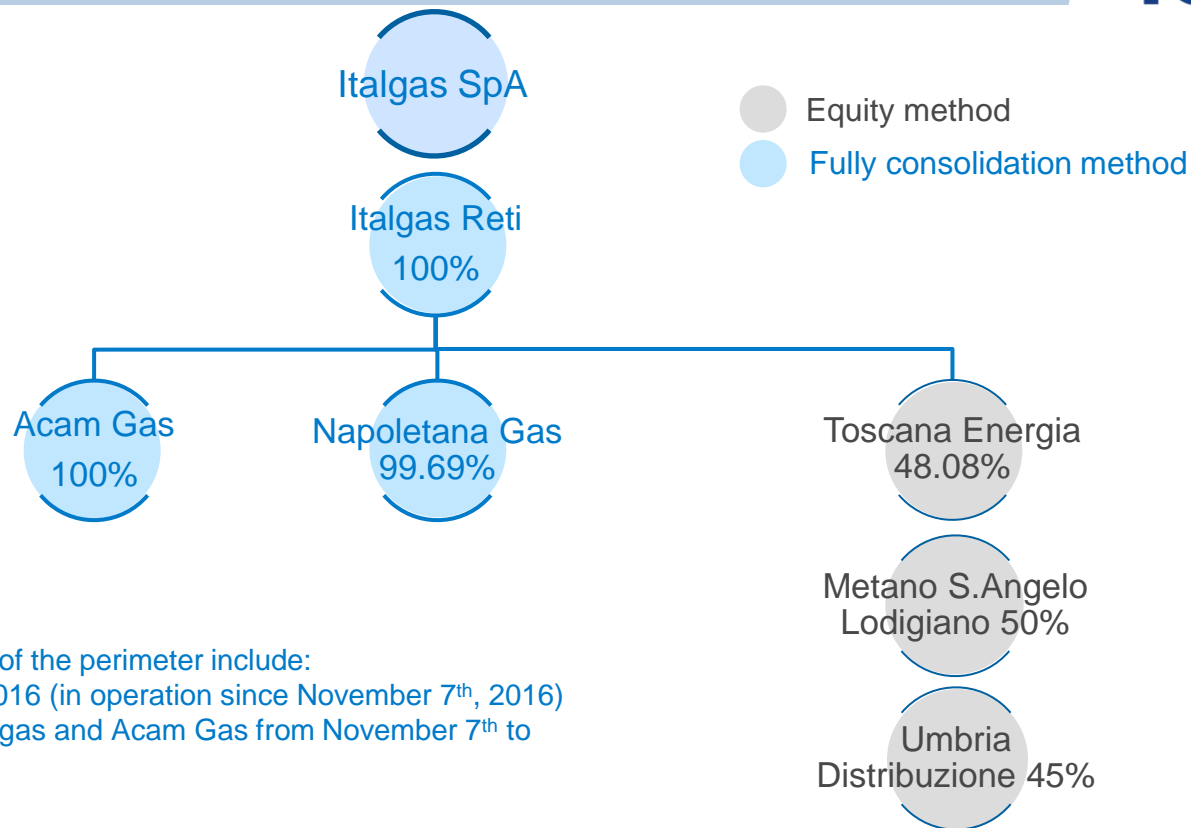 Italgas SpA
Equity method
Fully consolidation method
Italgas Reti
100%
Acam Gas
100%
Napoletana Gas
99.69%
Toscana Energia
48.08%
Metano S.Angelo
Lodigiano 50%
of the perimeter include:
016 (in operation since November 7th, 2016)
gas and Acam Gas from November 7th to
Umbria
Distribuzione 45%